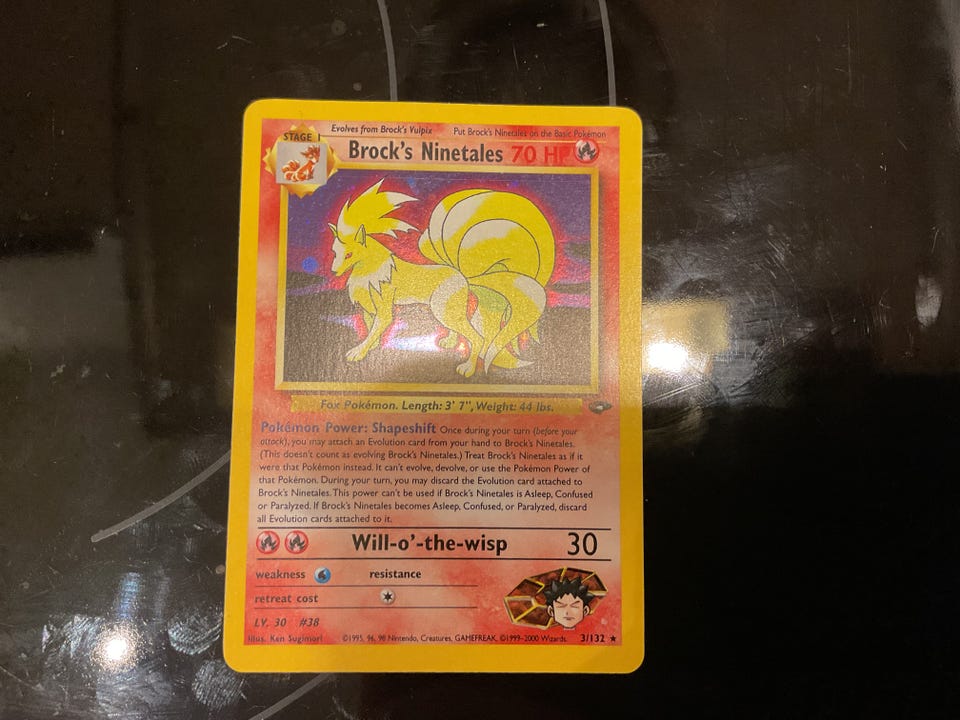 Evolves from Brock's Vulpix Put Brock's Ninetales on the Basic Pokémon
STAGE 1
Brock's Ninetales 70 HP
Fox Pokémon. Length: 3' 7", Weight: 44 lbs.
Pokémon Power: Shapeshift Once during your turn (before your
attack), you may attach an Evolution card from your hand to Brock's Ninetales.
(This doesn't count as evolving Brock's Ninetales.) Treat Brock's Ninetales as if it
were that Pokémon instead. It can't evolve, devolve, or use the Pokémon Power of
that Pokémon. During your turn, you may discard the Evolution card attached to
Brock's Ninetales. This power can't be used if Brock's Ninetales is Asleep, Confused
or Paralyzed. If Brock's Ninetales becomes Asleep, Confused, or Paralyzed, discard
all Evolution cards attached to it.
Will-o'-the-wisp 30
weakness resistance
retreat cost
LV. 30 #38
Illus. Ken Sugimori ©1995, 96, 98 Nintendo, Creatures, GAMEFREAK. ©1999-2000 Wizards. 3/132 ★